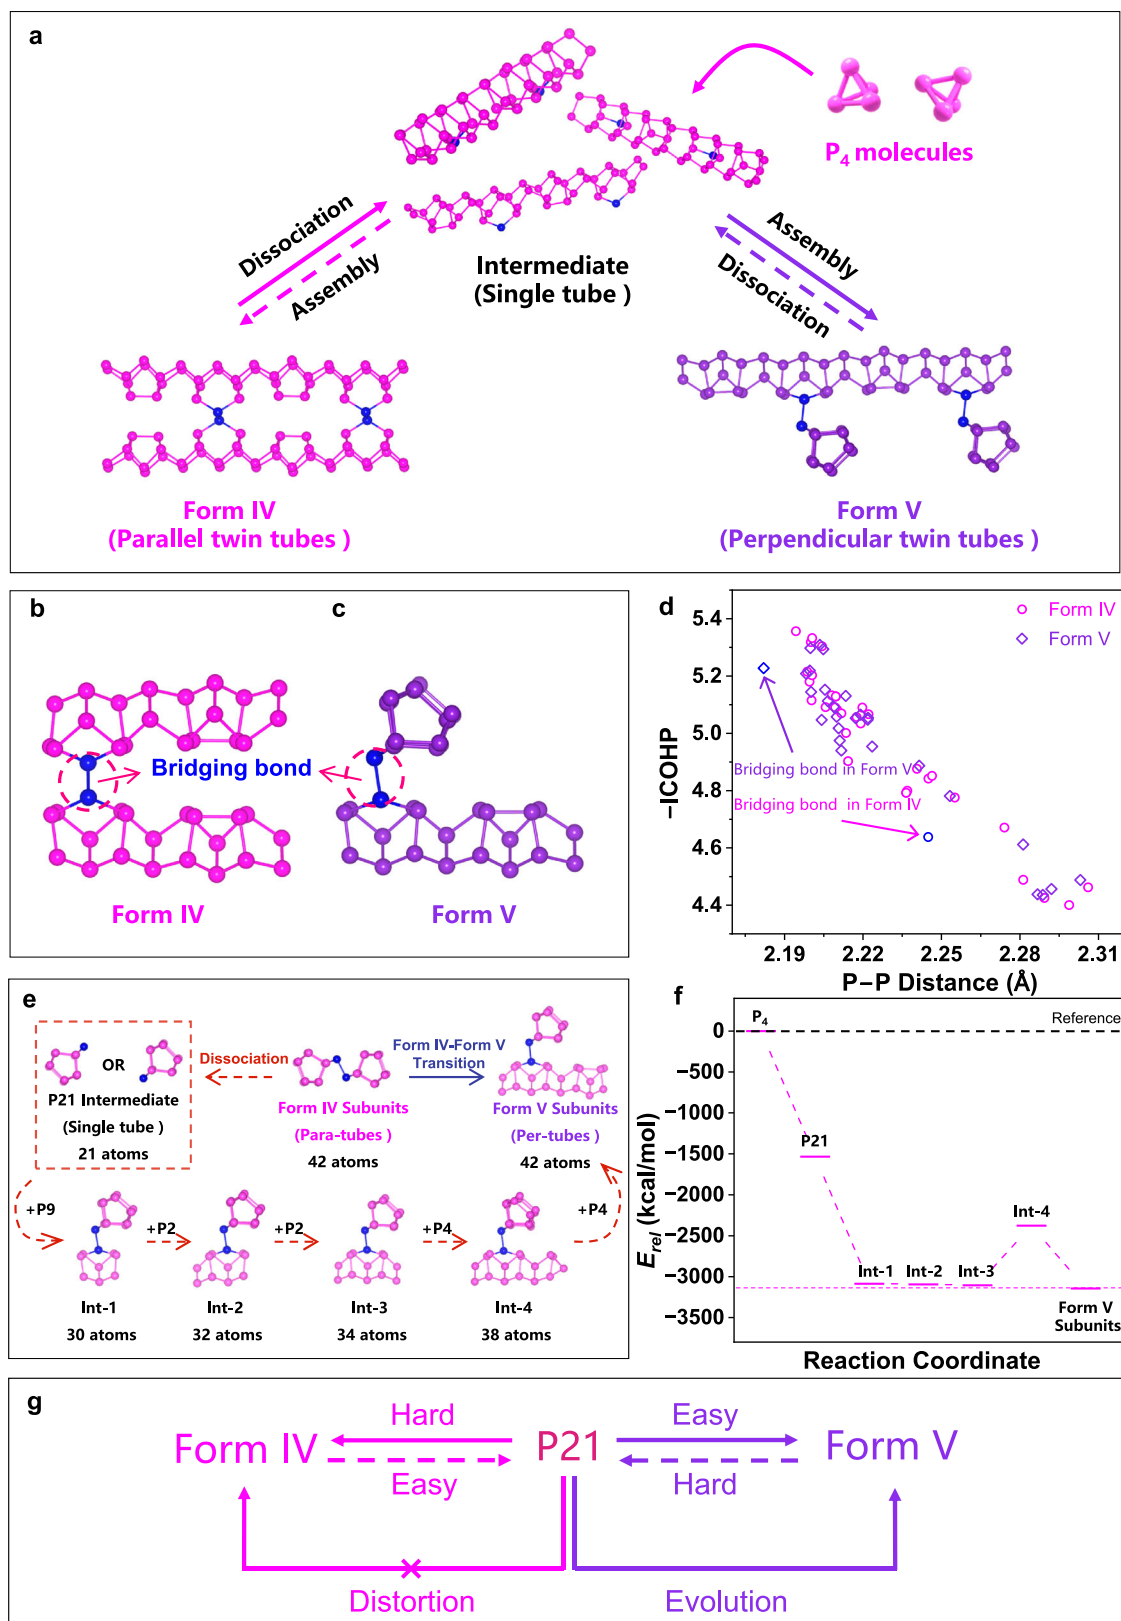 a
P4 molecules
Dissociation
Assembly
Intermediate
(Single tube )
Assembly
Dissociation
Form IV
(Parallel twin tubes )
Form V
(Perpendicular twin tubes )
b
c
Bridging bond
Form IV
Form V
d
Form IV
Form V
Bridging bond in Form V
Bridging bond in Form IV
–ICOHP
5.4
5.2
5.0
4.8
4.6
4.4
2.19
2.22
2.25
2.28
2.31
P–P Distance (Å)
e
OR
P21 Intermediate
(Single tube )
21 atoms
Dissociation
Form IV Subunits
(Para-tubes )
42 atoms
Form IV-Form V
Transition
Form V Subunits
(Per-tubes )
42 atoms
+P9
+P2
+P2
+P4
+P4
Int-1
30 atoms
Int-2
32 atoms
Int-3
34 atoms
Int-4
38 atoms
f
P4
Reference
0
−500
−1000
−1500
−2000
−2500
−3000
−3500
Erel (kcal/mol)
P21
Int-1
Int-2
Int-3
Int-4
Form V
Subunits
Reaction Coordinate
g
Hard
Easy
Form IV
P21
Form V
Easy
Hard
Distortion
Evolution